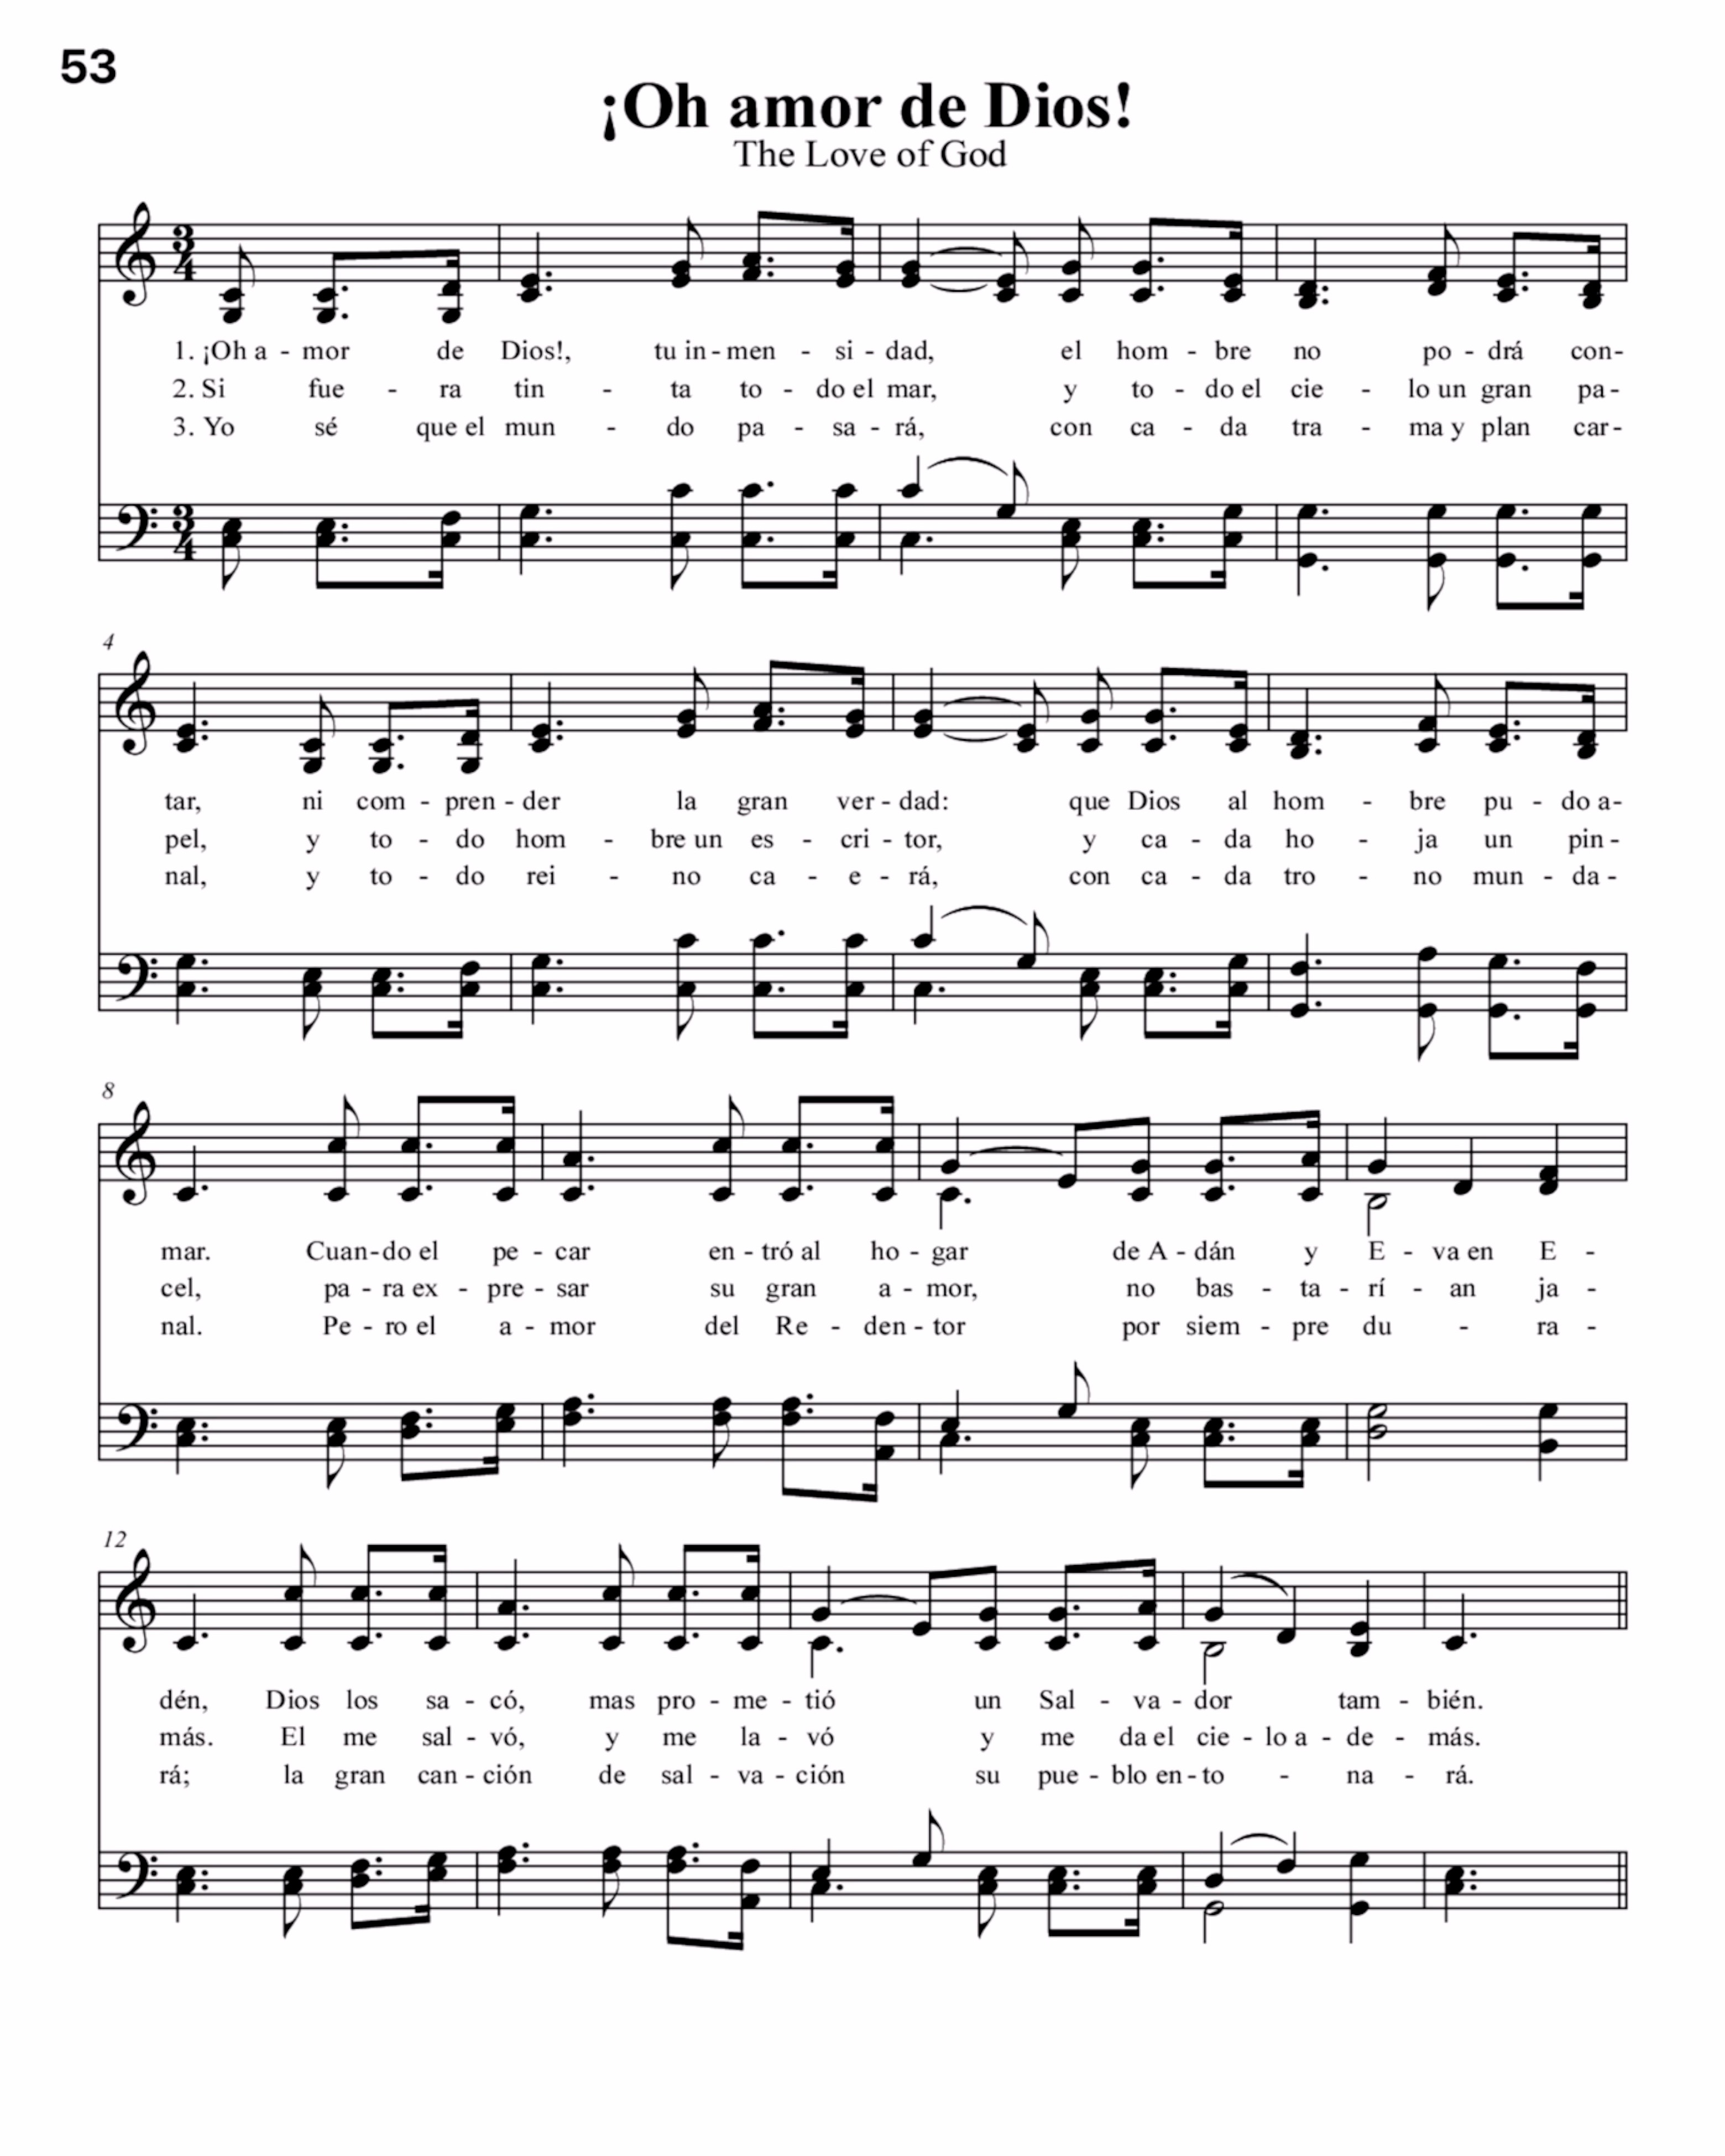 53
¡Oh amor de Dios!
The Love of God
3 4
1. ¡Oh a - mor de Dios!, tu in - men - si - dad, el hom - bre no po - drá con-
2. Si fue - ra tin - ta to - do el mar, y to - do el cie - lo un gran pa-
3. Yo sé que el mun - do pa - sa - rá, con ca - da tra - ma y plan car-
3 4
4
tar, ni com - pren - der la gran ver - dad: que Dios al hom - bre pu - do a-
pel, y to - do hom - bre un es - cri - tor, y ca - da ho - ja un pin-
nal, y to - do rei - no ca - e - rá, con ca - da tro - no mun - da-
8
mar. Cuan - do el pe - car en - tró al ho - gar de A - dán y E - va en E -
cel, pa - ra ex - pre - sar su gran a - mor, no bas - ta - rí - an ja -
nal. Pe - ro el a - mor del Re - den - tor por siem - pre du - ra -
12
dén, Dios los sa - có, mas pro - me - tió un Sal - va - dor tam - bién.
más. El me sal - vó, y me la - vó y me da el cie - lo a - de - más.
rá; la gran can - ción de sal - va - ción su pue - blo en - to - na - rá.